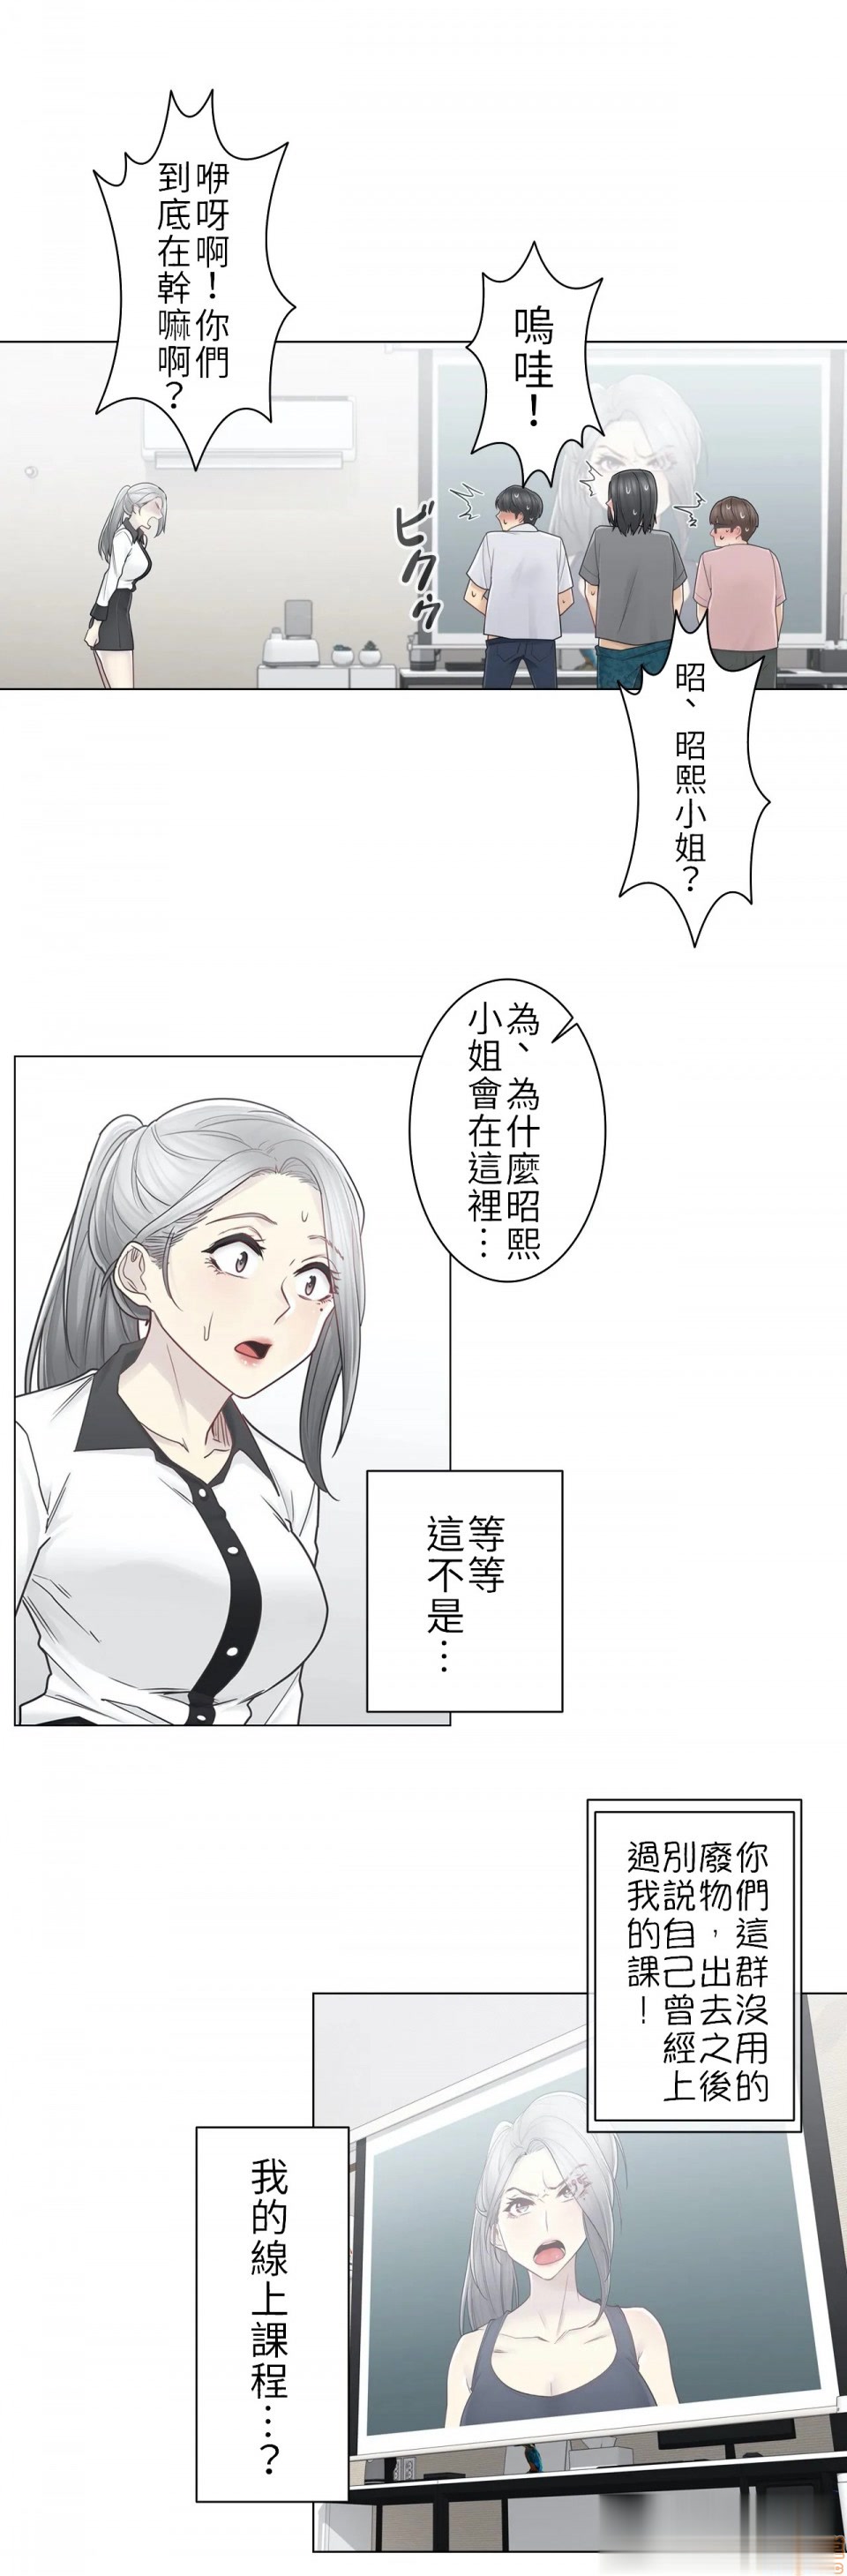 咿呀啊！你們
到底在幹嘛啊？
嗚哇！
ビクゥ
昭、昭熙小姐？
為、為什麼昭熙
小姐會在這裡…
等等
這不是…
你們這群沒用的
廢物，出去之後
別説自己曾經上
過我的課！
我的線上課程…？